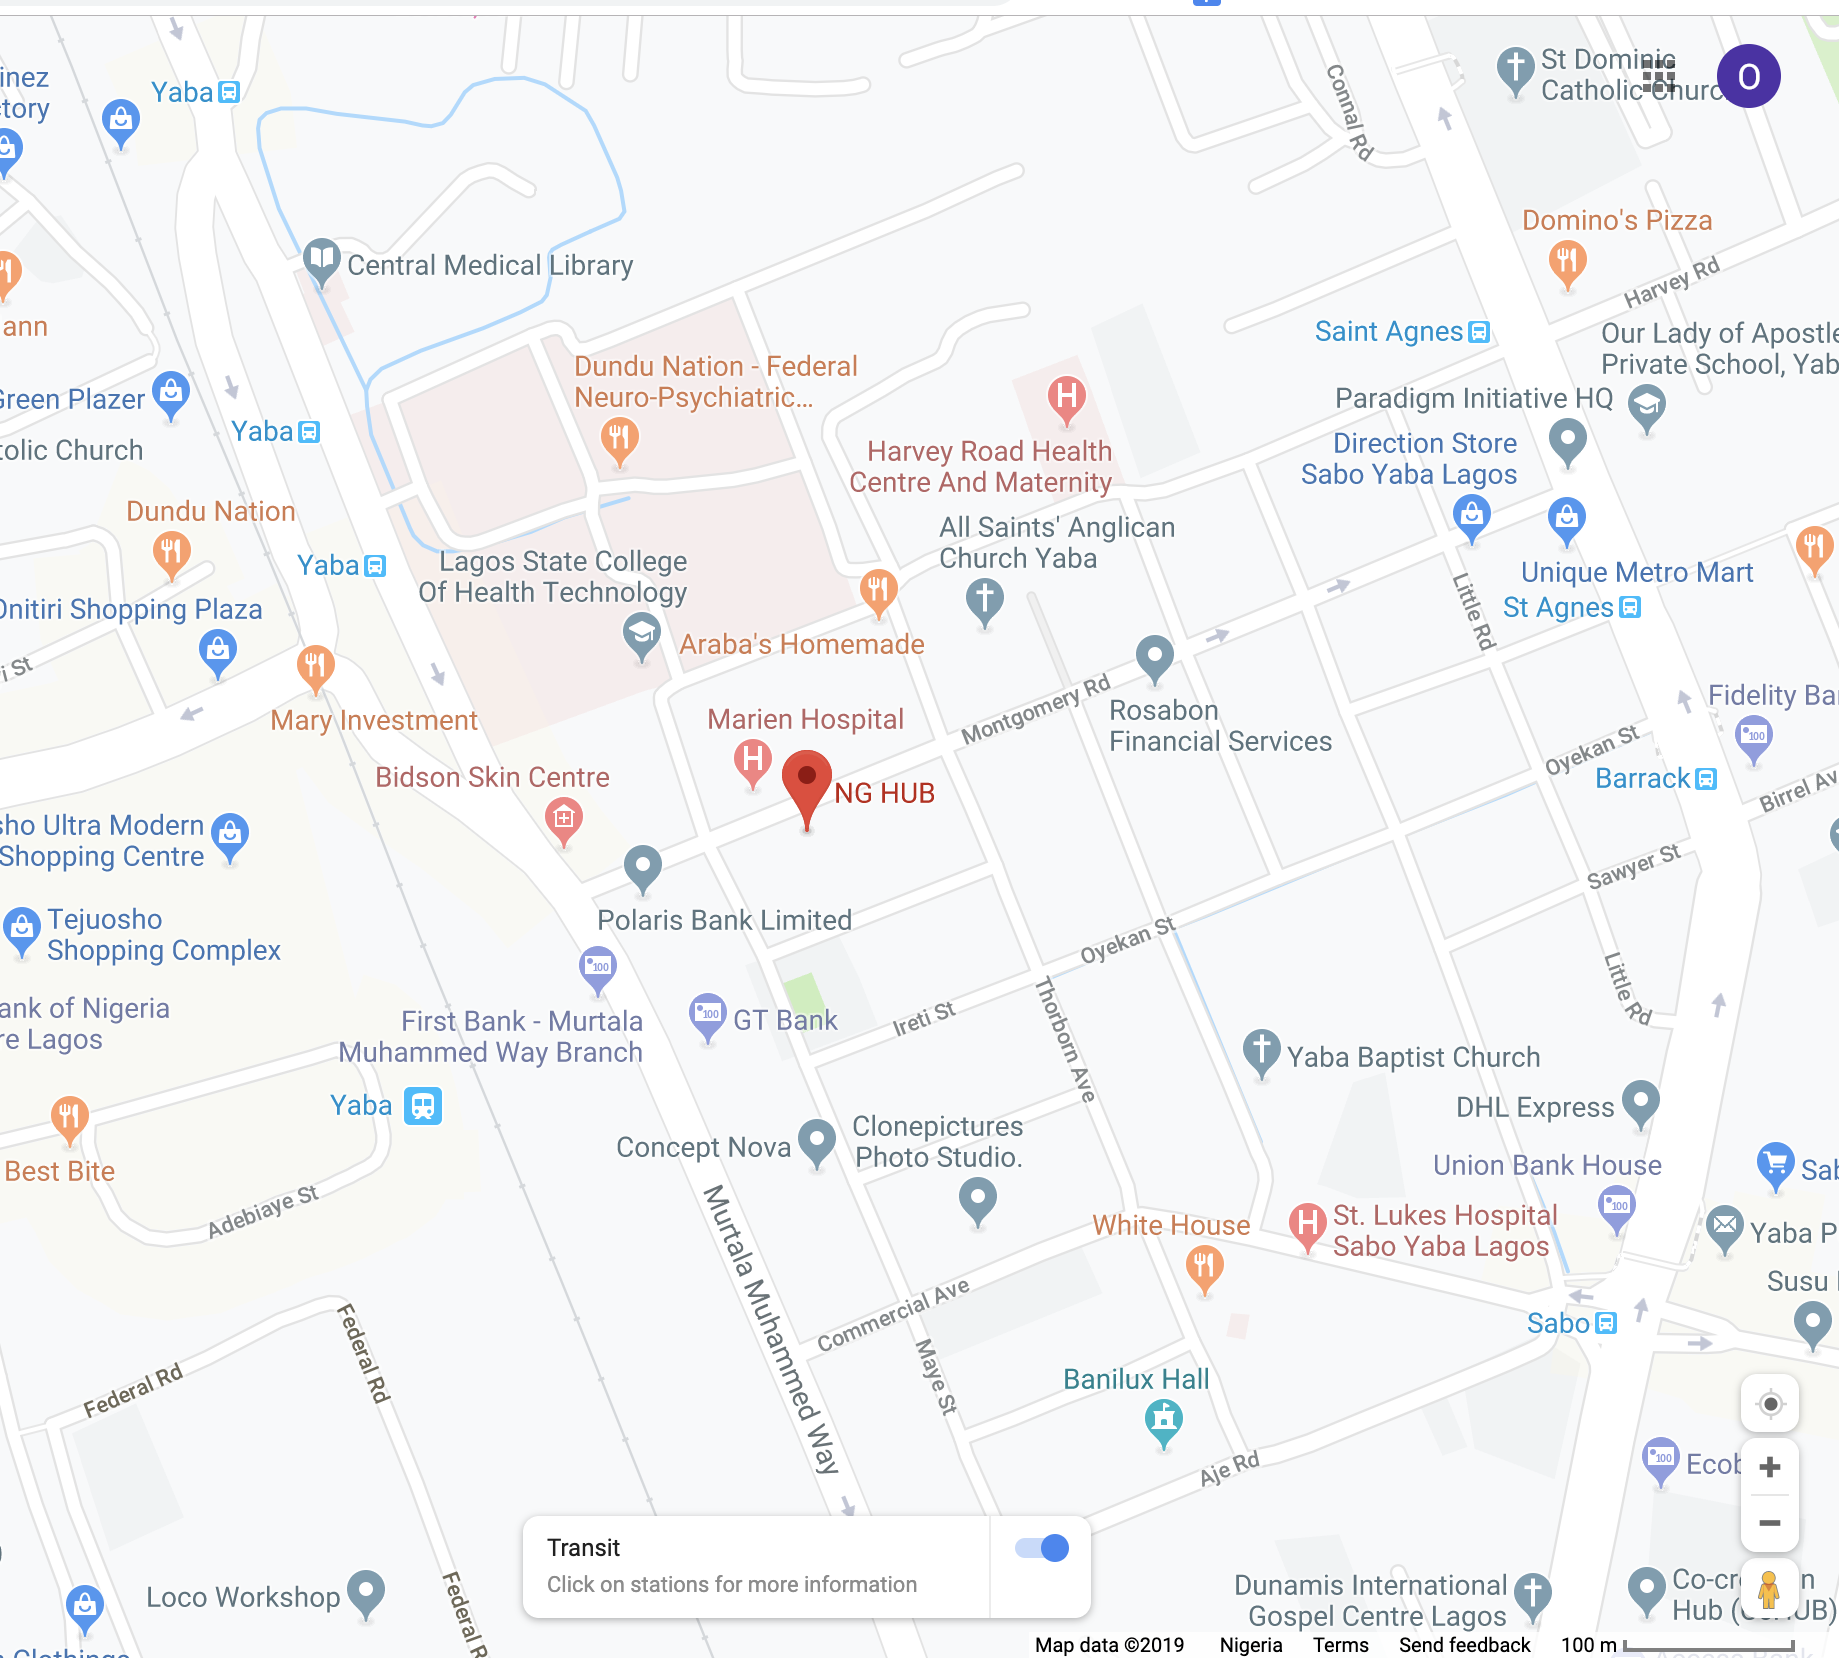 St Dominic
Catholic Churc
O
inez
ctory
Yaba
Connal Rd
Domino's Pizza
Harvey Rd
Central Medical Library
ann
Saint Agnes
Our Lady of Apostle
Private School, Yab
Dundu Nation - Federal
Neuro-Psychiatric...
Green Plazer
Paradigm Initiative HQ
Yaba
tolic Church
Harvey Road Health
Centre And Maternity
Direction Store
Sabo Yaba Lagos
Dundu Nation
All Saints' Anglican
Church Yaba
Yaba
Lagos State College
Of Health Technology
Unique Metro Mart
St Agnes
Little Rd
Onitiri Shopping Plaza
Araba's Homemade
i St
Montgomery Rd
Rosabon
Financial Services
Fidelity Ba
Mary Investment
Marien Hospital
Oyekan St
Bidson Skin Centre
NG HUB
Barrack
Birrel Av
sho Ultra Modern
Shopping Centre
Sawyer St
Polaris Bank Limited
Tejuosho
Shopping Complex
Oyekan St
Little Rd
ank of Nigeria
re Lagos
First Bank - Murtala
Muhammed Way Branch
GT Bank
Ireti St
Thorborn Ave
Yaba Baptist Church
Yaba
DHL Express
Concept Nova
Clonepictures
Photo Studio.
Best Bite
Union Bank House
Sab
Adebiaye St
Murtala Muhammed Way
White House
St. Lukes Hospital
Sabo Yaba Lagos
Yaba P
Susu
Commercial Ave
Sabo
Federal Rd
Federal Rd
Maye St
Banilux Hall
Aje Rd
Ecob
Transit
Click on stations for more information
Loco Workshop
Federal R
Dunamis International
Gospel Centre Lagos
Co-cr n
Hub (C HUB)
Clothings
Map data ©2019 Nigeria Terms Send feedback 100 m